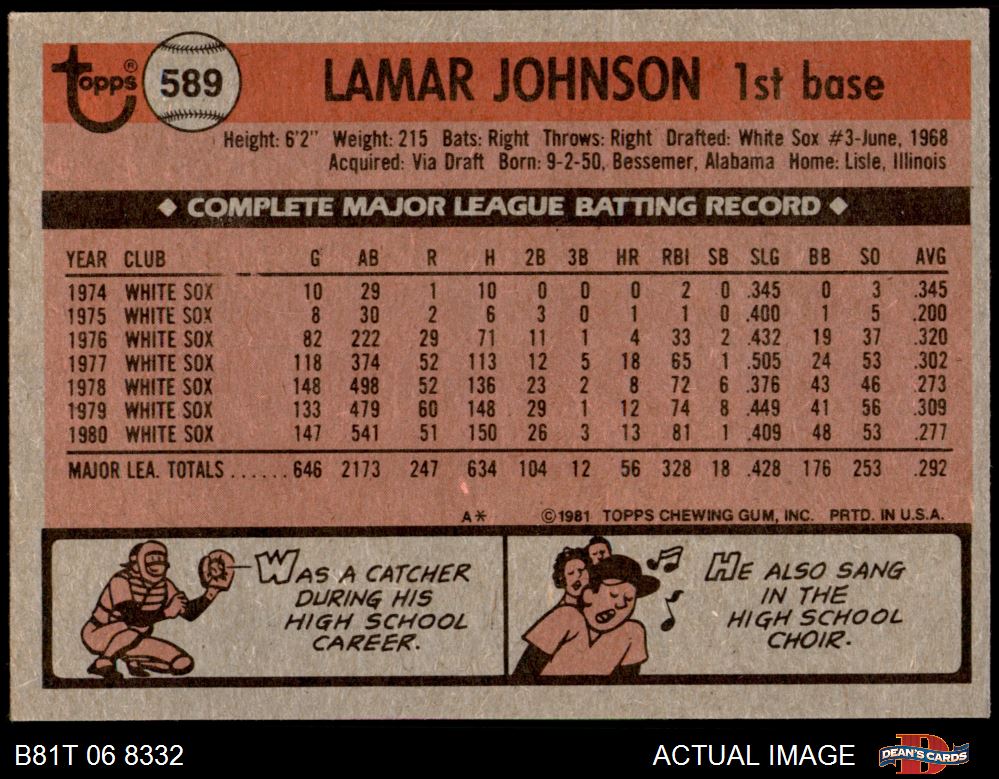 topps® 589 LAMAR JOHNSON 1st base
Height: 6'2" Weight: 215 Bats: Right Throws: Right Drafted: White Sox #3-June, 1968
Acquired: Via Draft Born: 9-2-50, Bessemer, Alabama Home: Lisle, Illinois
◆ COMPLETE MAJOR LEAGUE BATTING RECORD ◆
YEAR CLUB G AB R H 2B 3B HR RBI SB SLG BB SO AVG
1974 WHITE SOX 10 29 1 10 0 0 0 2 0 .345 0 3 .345
1975 WHITE SOX 8 30 2 6 3 0 1 1 0 .400 1 5 .200
1976 WHITE SOX 82 222 29 71 11 1 4 33 2 .432 19 37 .320
1977 WHITE SOX 118 374 52 113 12 5 18 65 1 .505 24 53 .302
1978 WHITE SOX 148 498 52 136 23 2 8 72 6 .376 43 46 .273
1979 WHITE SOX 133 479 60 148 29 1 12 74 8 .449 41 56 .309
1980 WHITE SOX 147 541 51 150 26 3 13 81 1 .409 48 53 .277
MAJOR LEA. TOTALS ...... 646 2173 247 634 104 12 56 328 18 .428 176 253 .292
A* ©1981 TOPPS CHEWING GUM, INC. PRTD. IN U.S.A.
WAS A CATCHER
DURING HIS
HIGH SCHOOL
CAREER.
HE ALSO SANG
IN THE
HIGH SCHOOL
CHOIR.
B81T 06 8332 ACTUAL IMAGE D DEAN'S CARDS